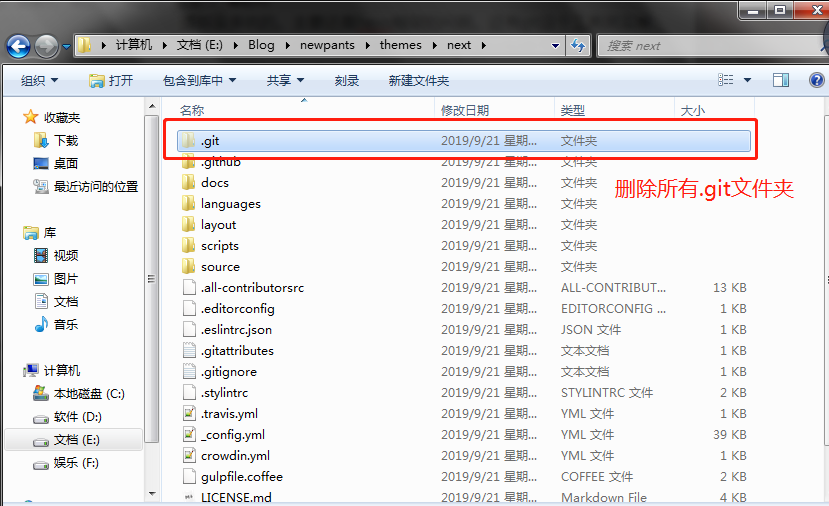 计算机 文档 (E:) Blog newpants themes next
搜索 next
组织 打开 包含到库中 共享 刻录 新建文件夹
收藏夹
下载
桌面
最近访问的位置
库
视频
图片
文档
音乐
计算机
本地磁盘 (C:)
软件 (D:)
文档 (E:)
娱乐 (F:)
名称 修改日期 类型 大小
.git 2019/9/21 星期... 文件夹
.github 2019/9/21 星期... 文件夹
docs 2019/9/21 星期... 文件夹
删除所有.git文件夹
languages 2019/9/21 星期... 文件夹
layout 2019/9/21 星期... 文件夹
scripts 2019/9/21 星期... 文件夹
source 2019/9/21 星期... 文件夹
.all-contributorsrc 2019/9/21 星期... ALL-CONTRIBUT... 13 KB
.editorconfig 2019/9/21 星期... EDITORCONFIG ... 1 KB
.eslintrc.json 2019/9/21 星期... JSON 文件 1 KB
.gitattributes 2019/9/21 星期... 文本文档 1 KB
.gitignore 2019/9/21 星期... 文本文档 1 KB
.stylintrc 2019/9/21 星期... STYLINTRC 文件 2 KB
.travis.yml 2019/9/21 星期... YML 文件 1 KB
_config.yml 2019/9/21 星期... YML 文件 39 KB
crowdin.yml 2019/9/21 星期... YML 文件 1 KB
gulpfile.coffee 2019/9/21 星期... COFFEE 文件 2 KB
LICENSE.md 2019/9/21 星期... Markdown File 4 KB